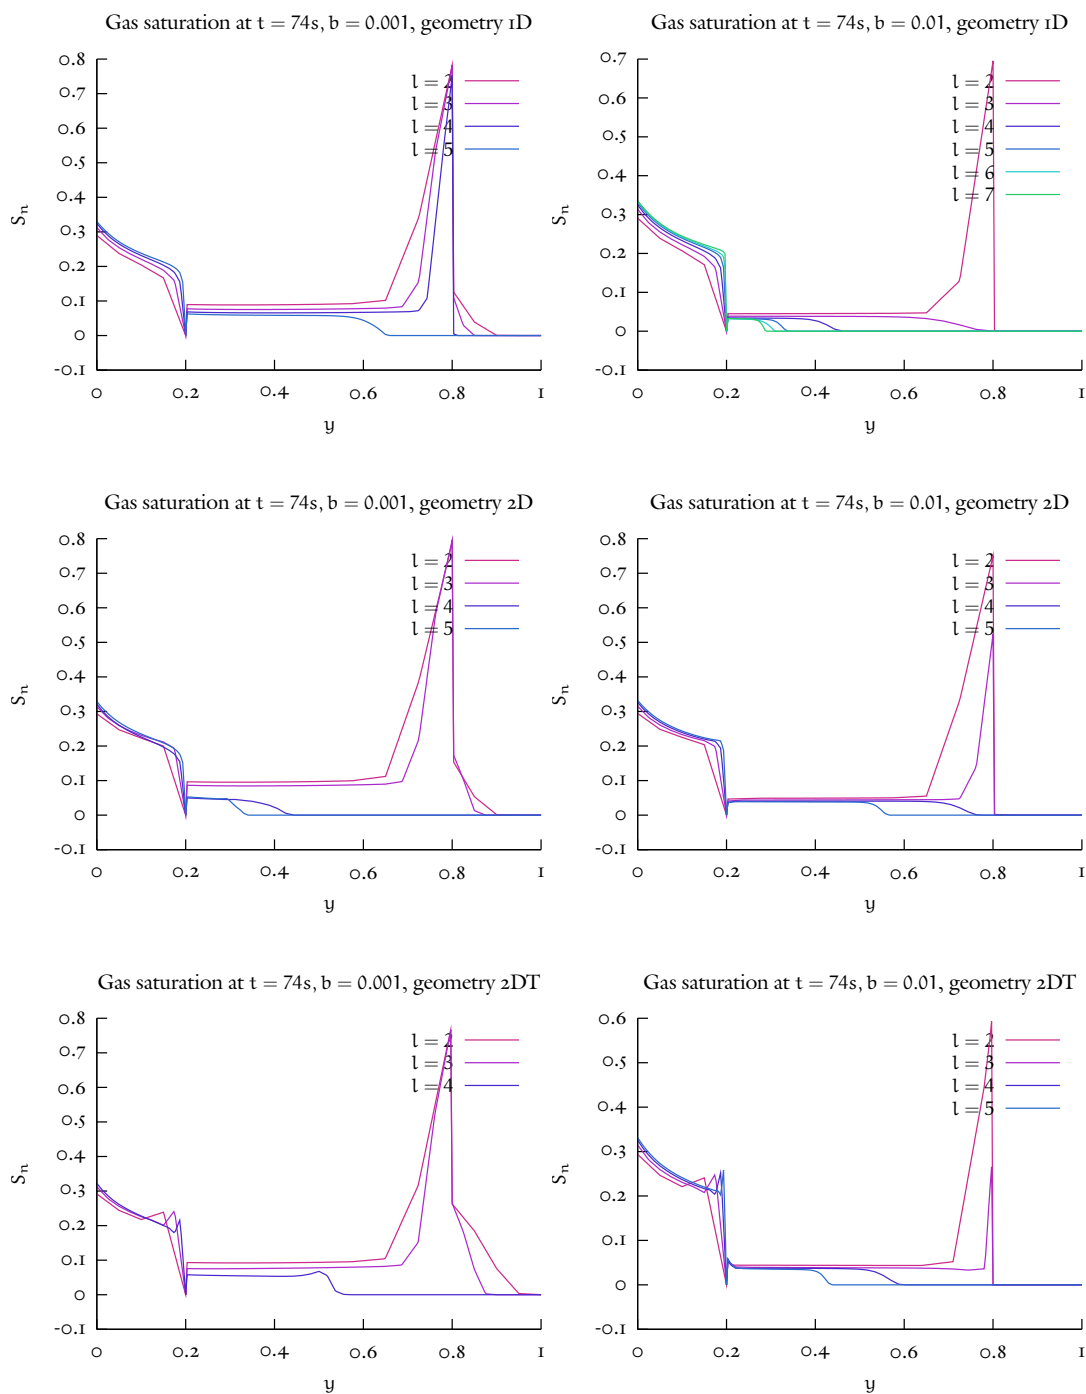 Gas saturation at t = 74s, b = 0.001, geometry 1D
0.8
0.7
0.6
0.5
0.4
0.3
0.2
0.1
0
-0.1
Sn
l = 2
l = 3
l = 4
l = 5
0 0.2 0.4 0.6 0.8 1
y
Gas saturation at t = 74s, b = 0.01, geometry 1D
0.7
0.6
0.5
0.4
0.3
0.2
0.1
0
-0.1
Sn
l = 2
l = 3
l = 4
l = 5
l = 6
l = 7
0 0.2 0.4 0.6 0.8 1
y
Gas saturation at t = 74s, b = 0.001, geometry 2D
0.8
0.7
0.6
0.5
0.4
0.3
0.2
0.1
0
-0.1
Sn
l = 2
l = 3
l = 4
l = 5
0 0.2 0.4 0.6 0.8 1
y
Gas saturation at t = 74s, b = 0.01, geometry 2D
0.8
0.7
0.6
0.5
0.4
0.3
0.2
0.1
0
-0.1
Sn
l = 2
l = 3
l = 4
l = 5
0 0.2 0.4 0.6 0.8 1
y
Gas saturation at t = 74s, b = 0.001, geometry 2DT
0.8
0.7
0.6
0.5
0.4
0.3
0.2
0.1
0
-0.1
Sn
l = 2
l = 3
l = 4
0 0.2 0.4 0.6 0.8 1
y
Gas saturation at t = 74s, b = 0.01, geometry 2DT
0.6
0.5
0.4
0.3
0.2
0.1
0
-0.1
Sn
l = 2
l = 3
l = 4
l = 5
0 0.2 0.4 0.6 0.8 1
y